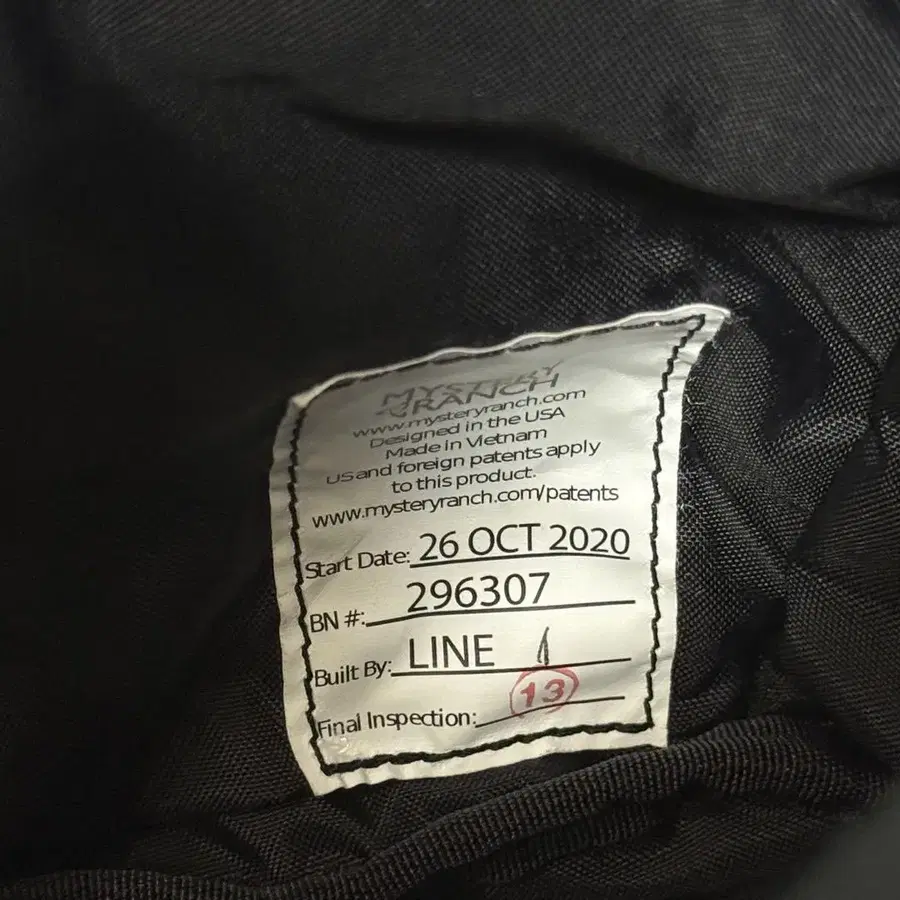 MYSTERY
RANCH
www.mysteryranch.com
Designed in the USA
Made in Vietnam
US and foreign patents apply
to this product.
www.mysteryranch.com/patents
Start Date: 26 OCT 2020
BN #: 296307
Built By: LINE 1
Final Inspection: 13